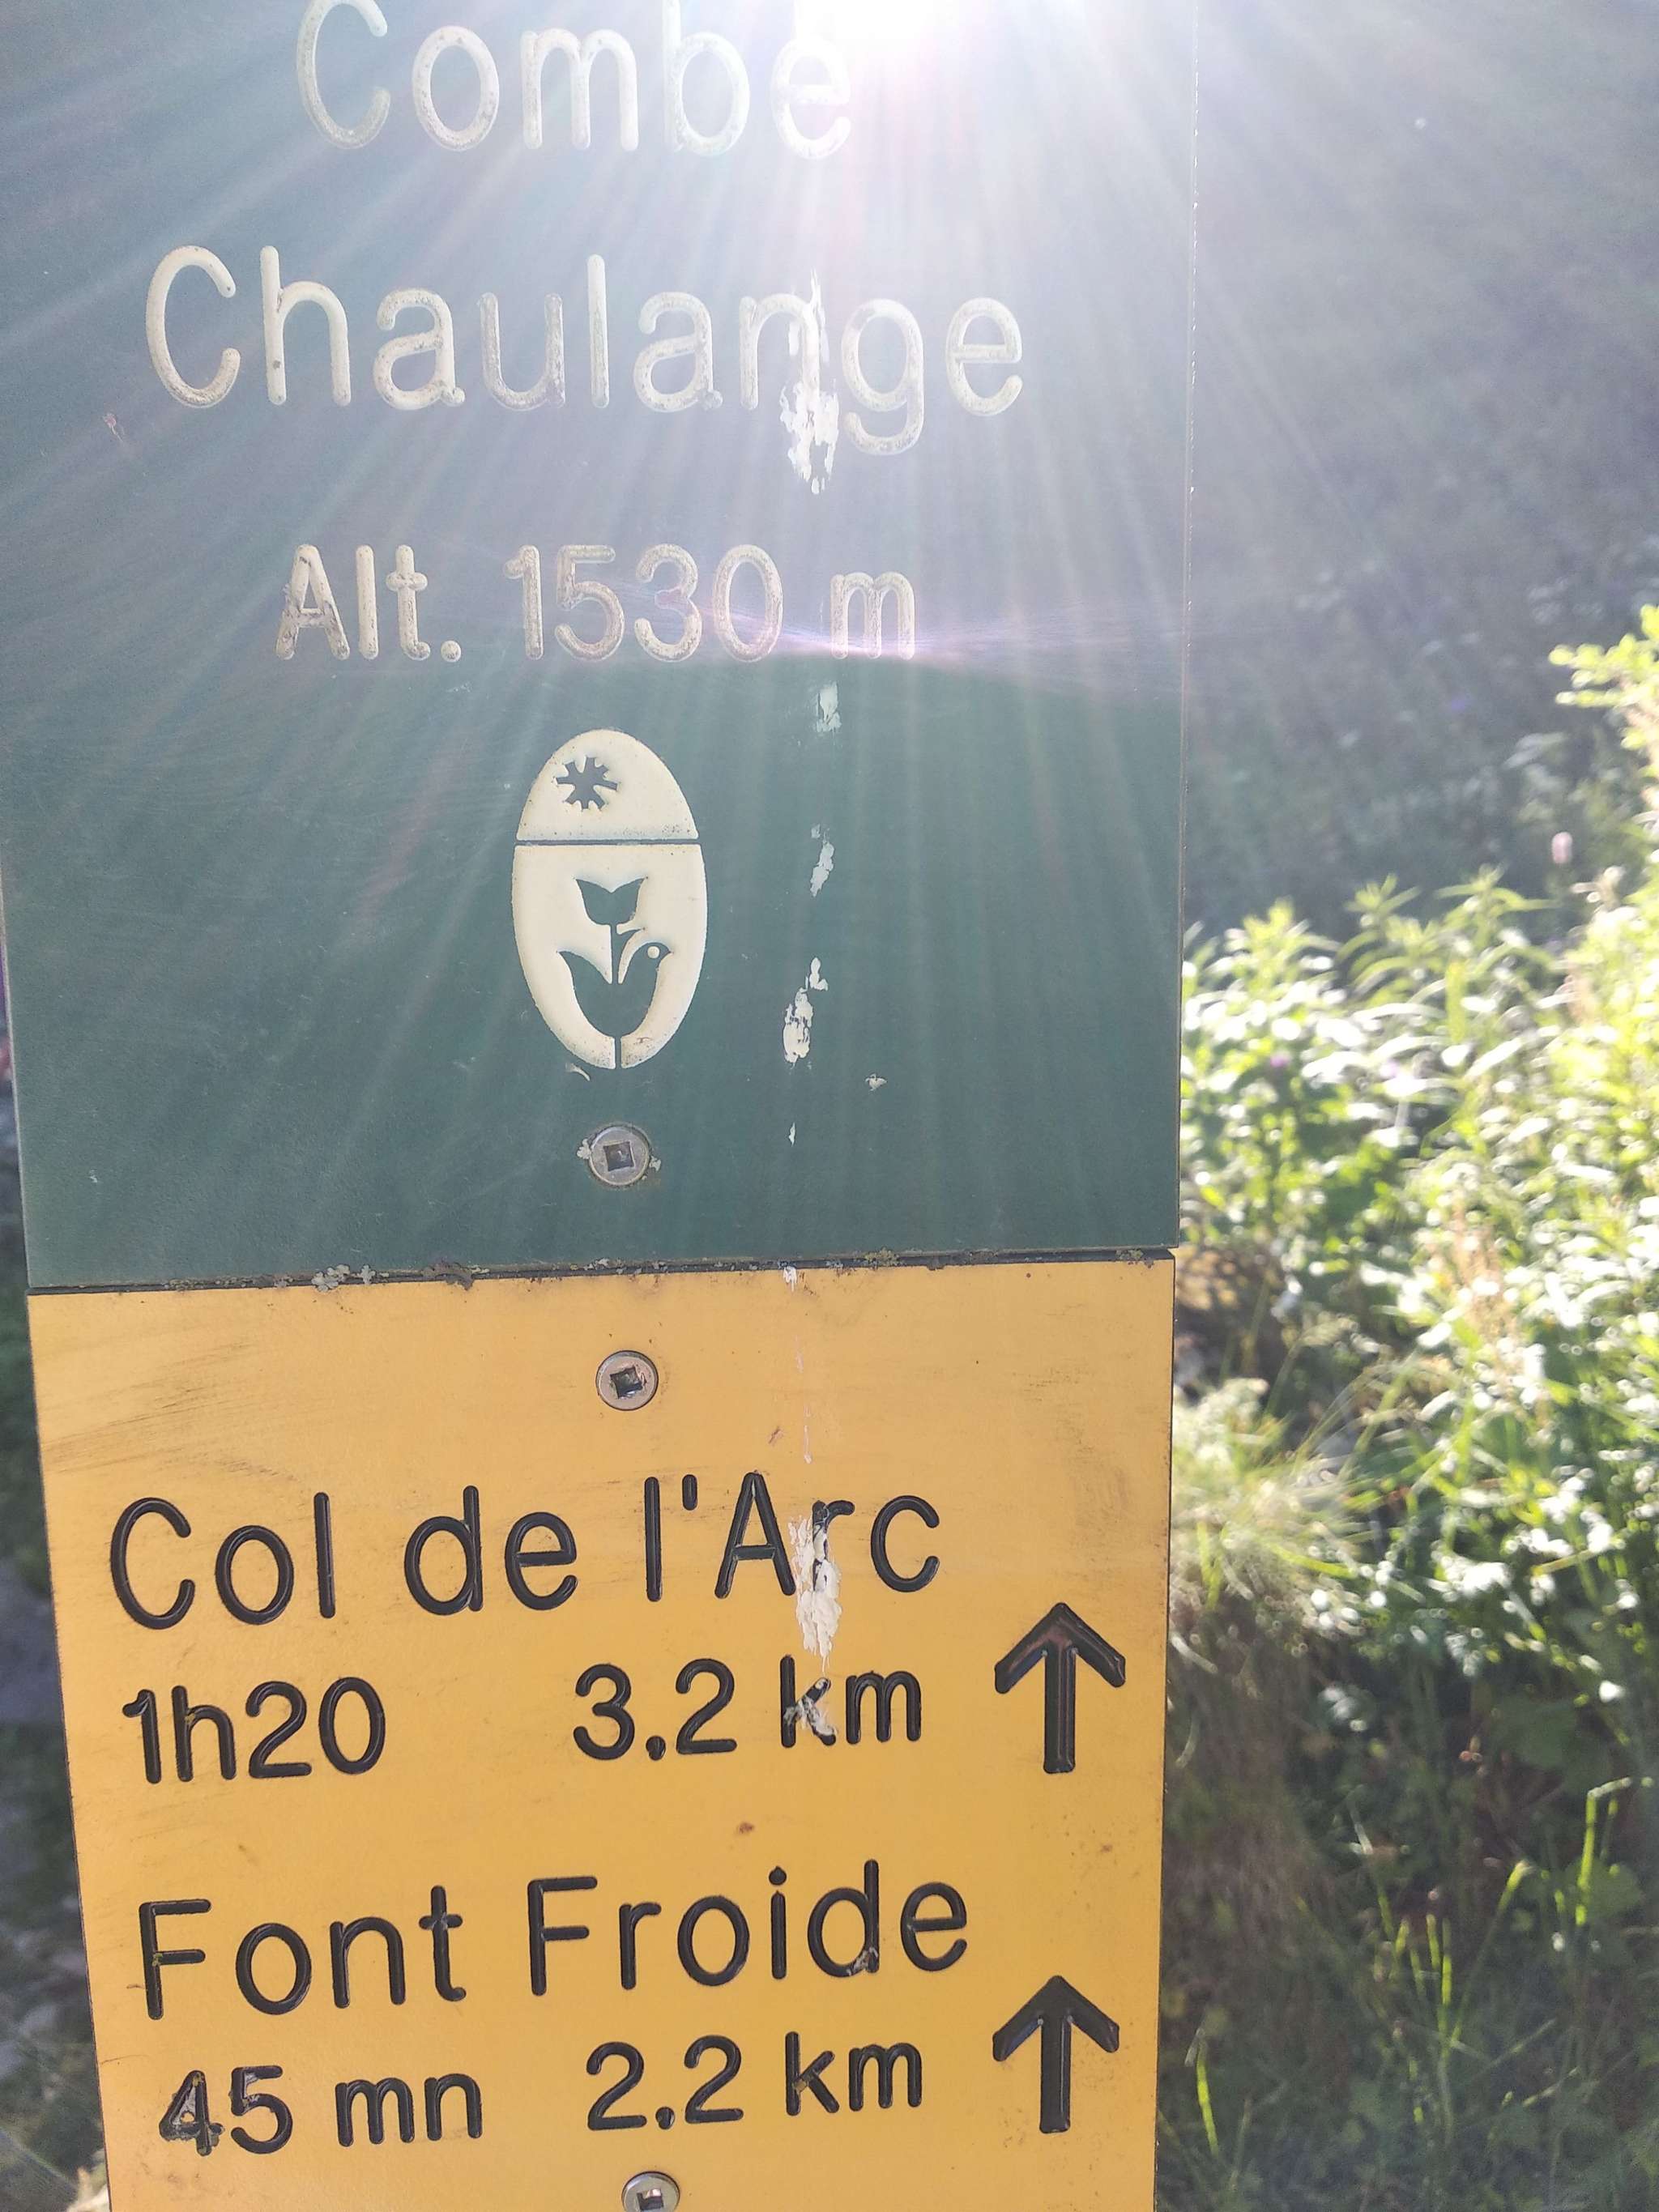 Combe
Chaulange
Alt. 1530 m
Col de l'Arc
1h20 3.2 km
Font Froide
45 mn 2.2 km